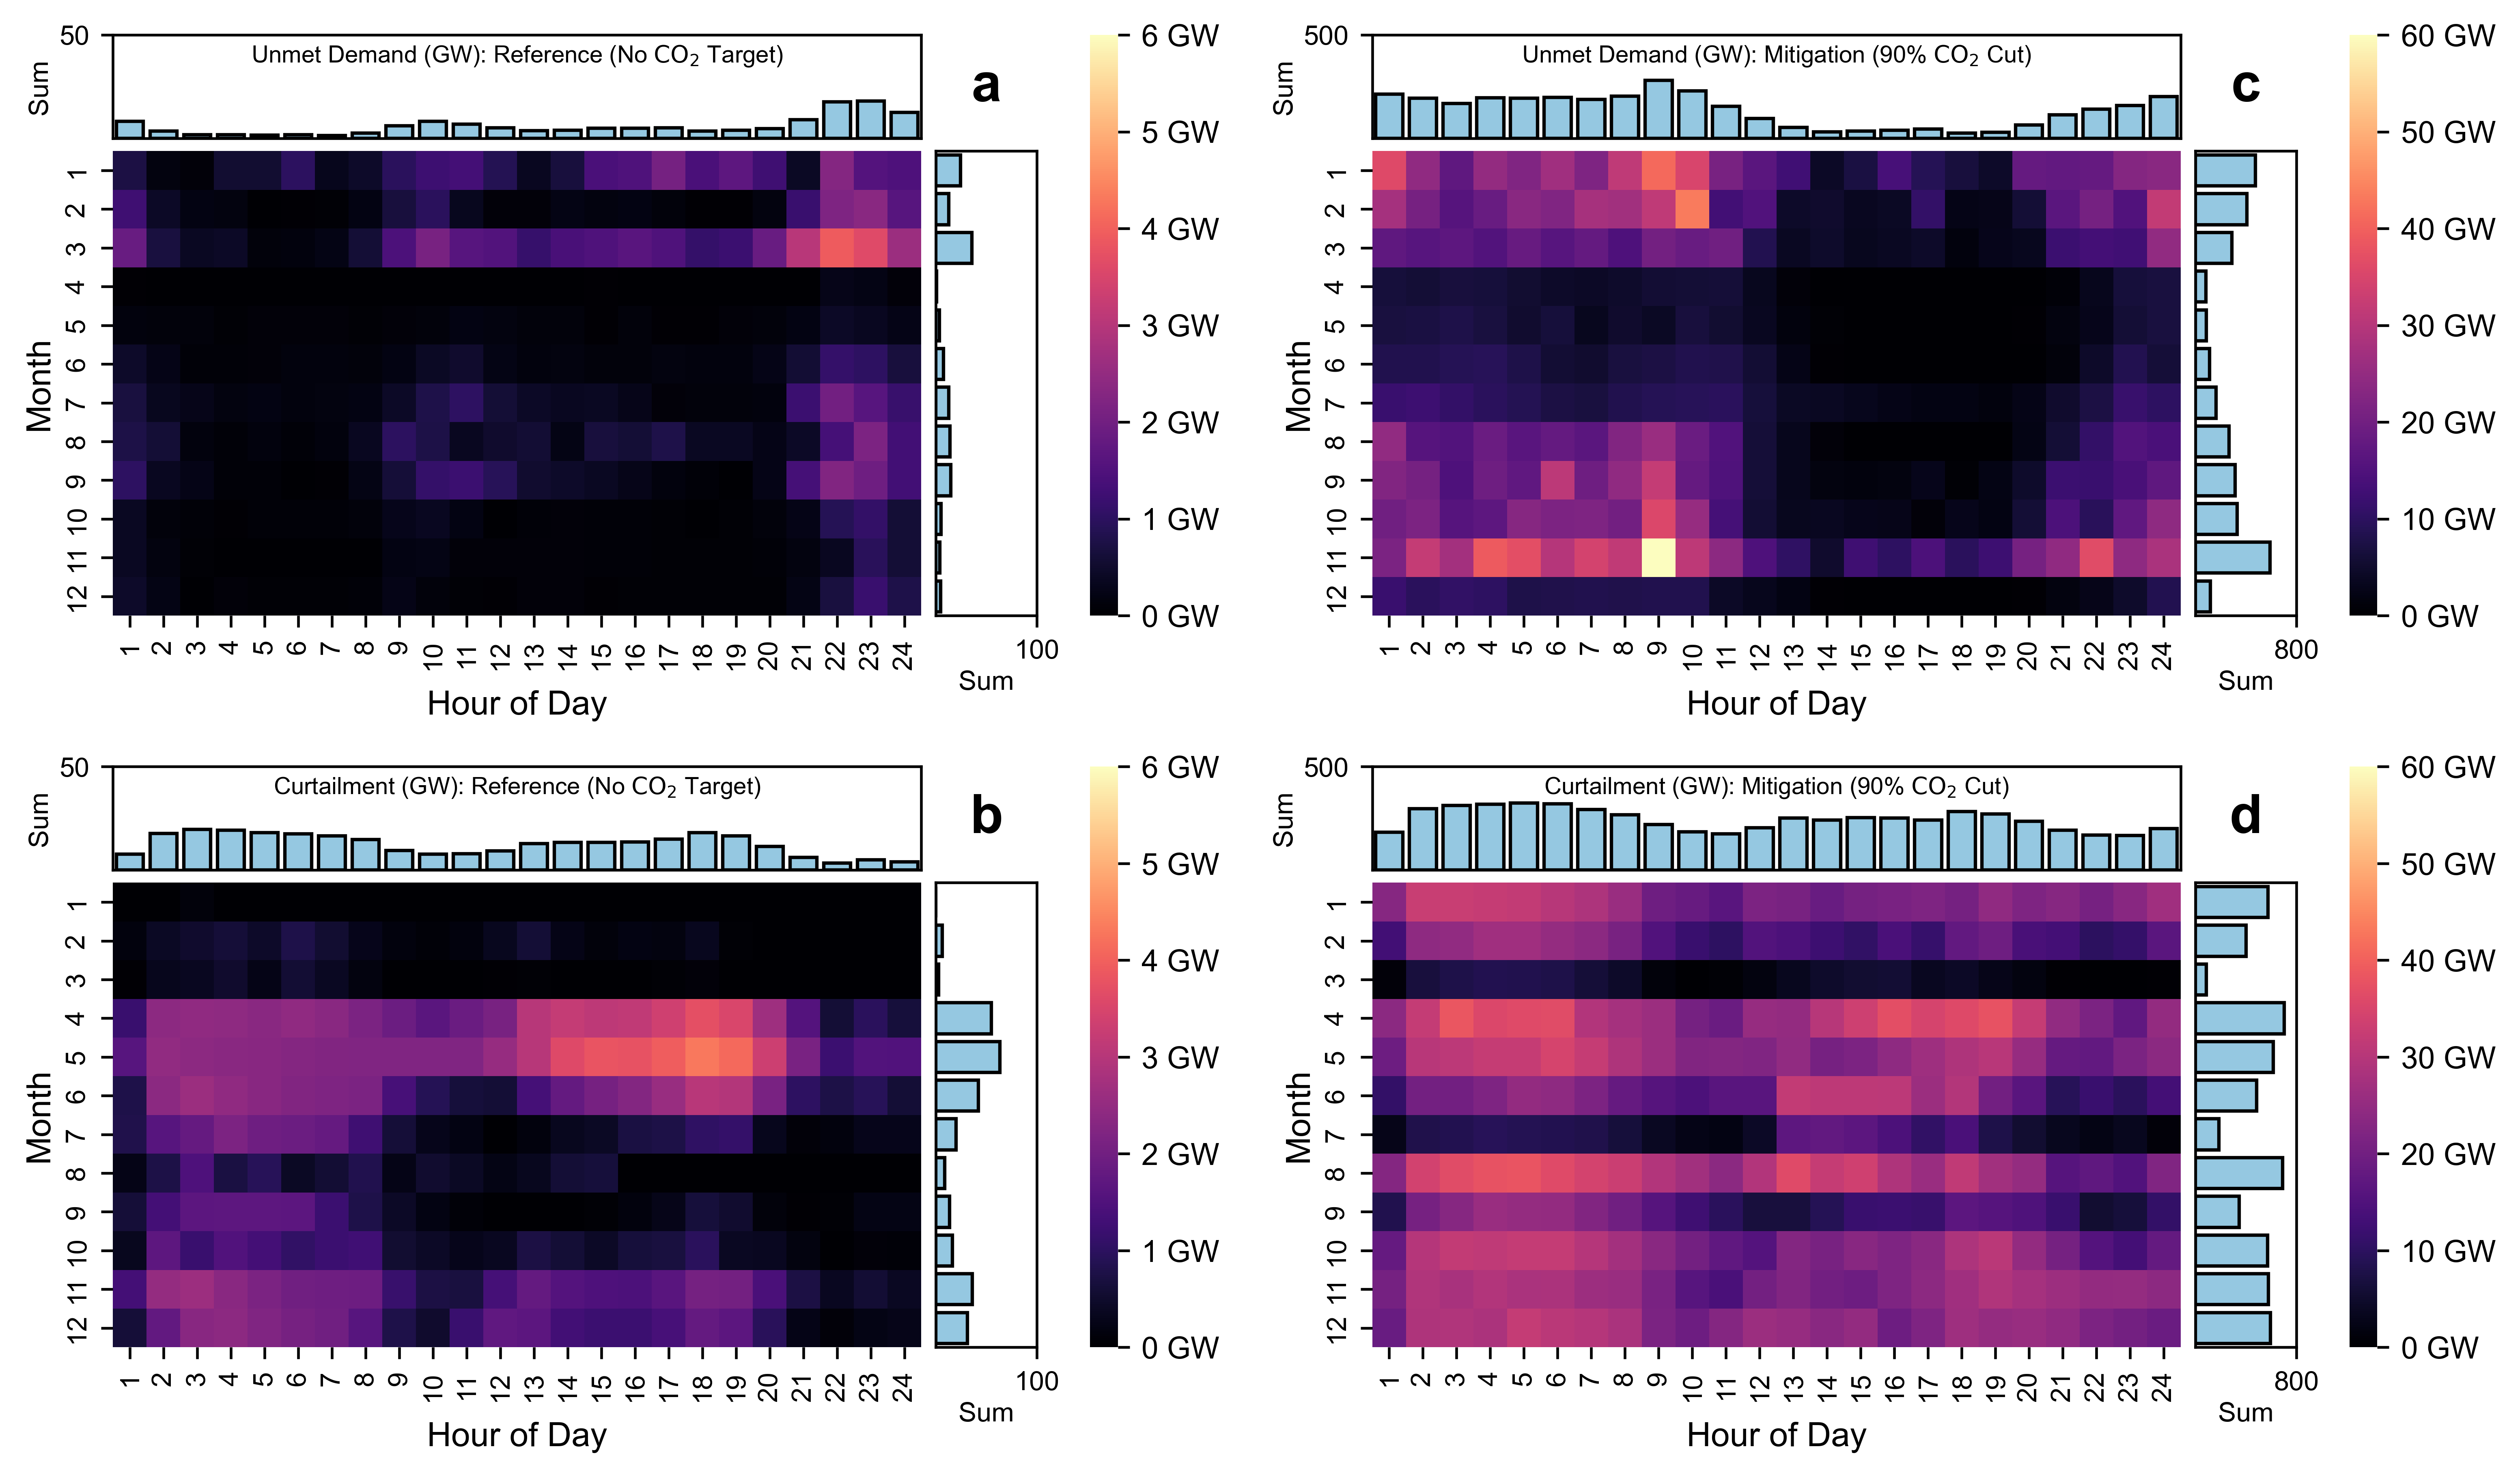 50
Sum
Unmet Demand (GW): Reference (No CO₂ Target)
a
6 GW
5 GW
4 GW
3 GW
2 GW
1 GW
0 GW
Month
1
2
3
4
5
6
7
8
9
10
11
12
1 2 3 4 5 6 7 8 9 10 11 12 13 14 15 16 17 18 19 20 21 22 23 24
Hour of Day
100
Sum
500
Sum
Unmet Demand (GW): Mitigation (90% CO₂ Cut)
c
60 GW
50 GW
40 GW
30 GW
20 GW
10 GW
0 GW
Month
1
2
3
4
5
6
7
8
9
10
11
12
1 2 3 4 5 6 7 8 9 10 11 12 13 14 15 16 17 18 19 20 21 22 23 24
Hour of Day
800
Sum
50
Sum
Curtailment (GW): Reference (No CO₂ Target)
b
6 GW
5 GW
4 GW
3 GW
2 GW
1 GW
0 GW
Month
1
2
3
4
5
6
7
8
9
10
11
12
1 2 3 4 5 6 7 8 9 10 11 12 13 14 15 16 17 18 19 20 21 22 23 24
Hour of Day
100
Sum
500
Sum
Curtailment (GW): Mitigation (90% CO₂ Cut)
d
60 GW
50 GW
40 GW
30 GW
20 GW
10 GW
0 GW
Month
1
2
3
4
5
6
7
8
9
10
11
12
1 2 3 4 5 6 7 8 9 10 11 12 13 14 15 16 17 18 19 20 21 22 23 24
Hour of Day
800
Sum